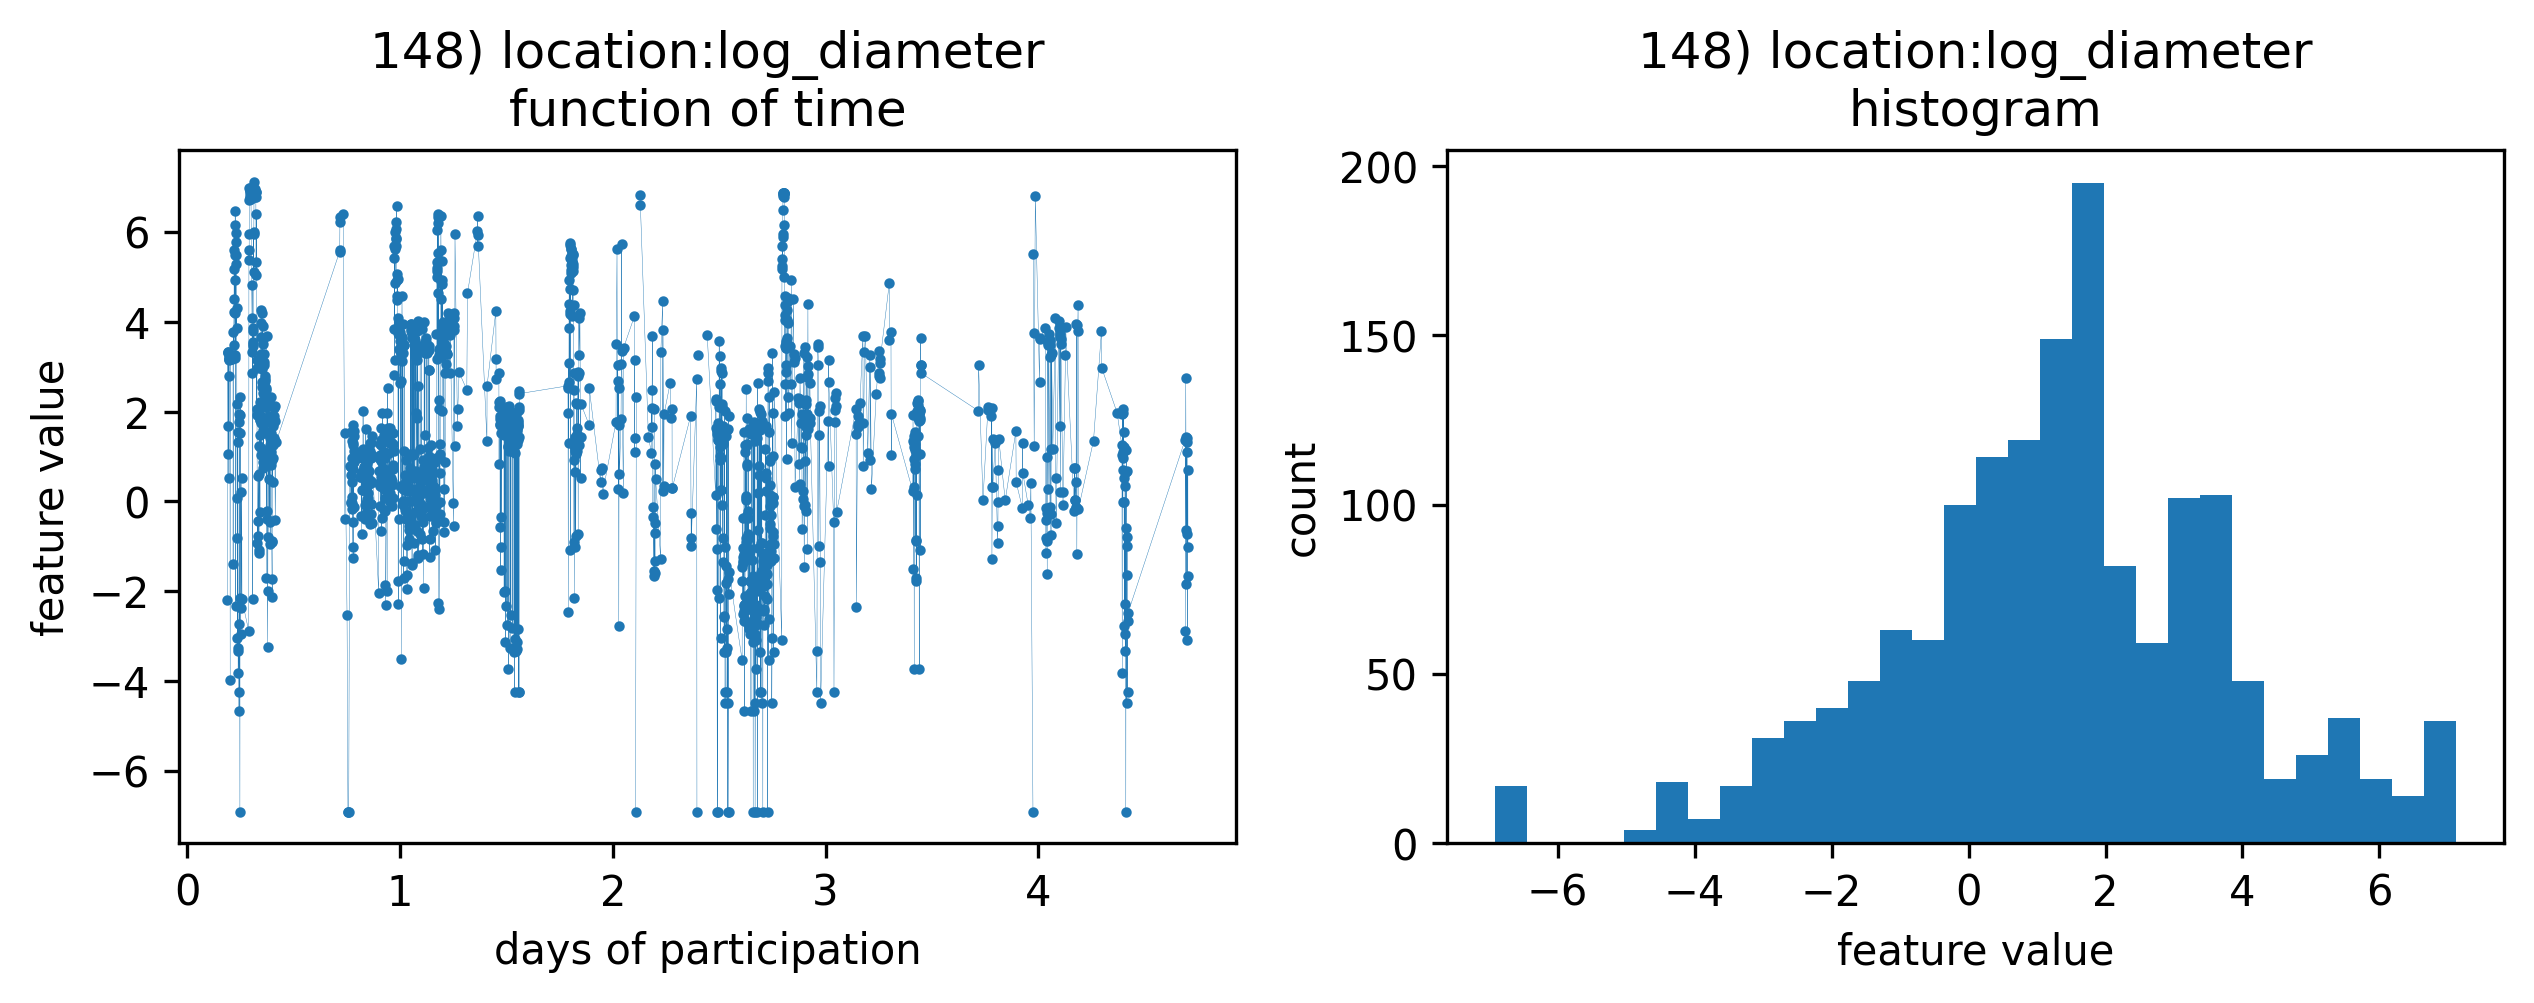 148) location:log_diameter
function of time
feature value
6
4
2
0
−2
−4
−6
0 1 2 3 4
days of participation
148) location:log_diameter
histogram
count
200
150
100
50
0
−6 −4 −2 0 2 4 6
feature value